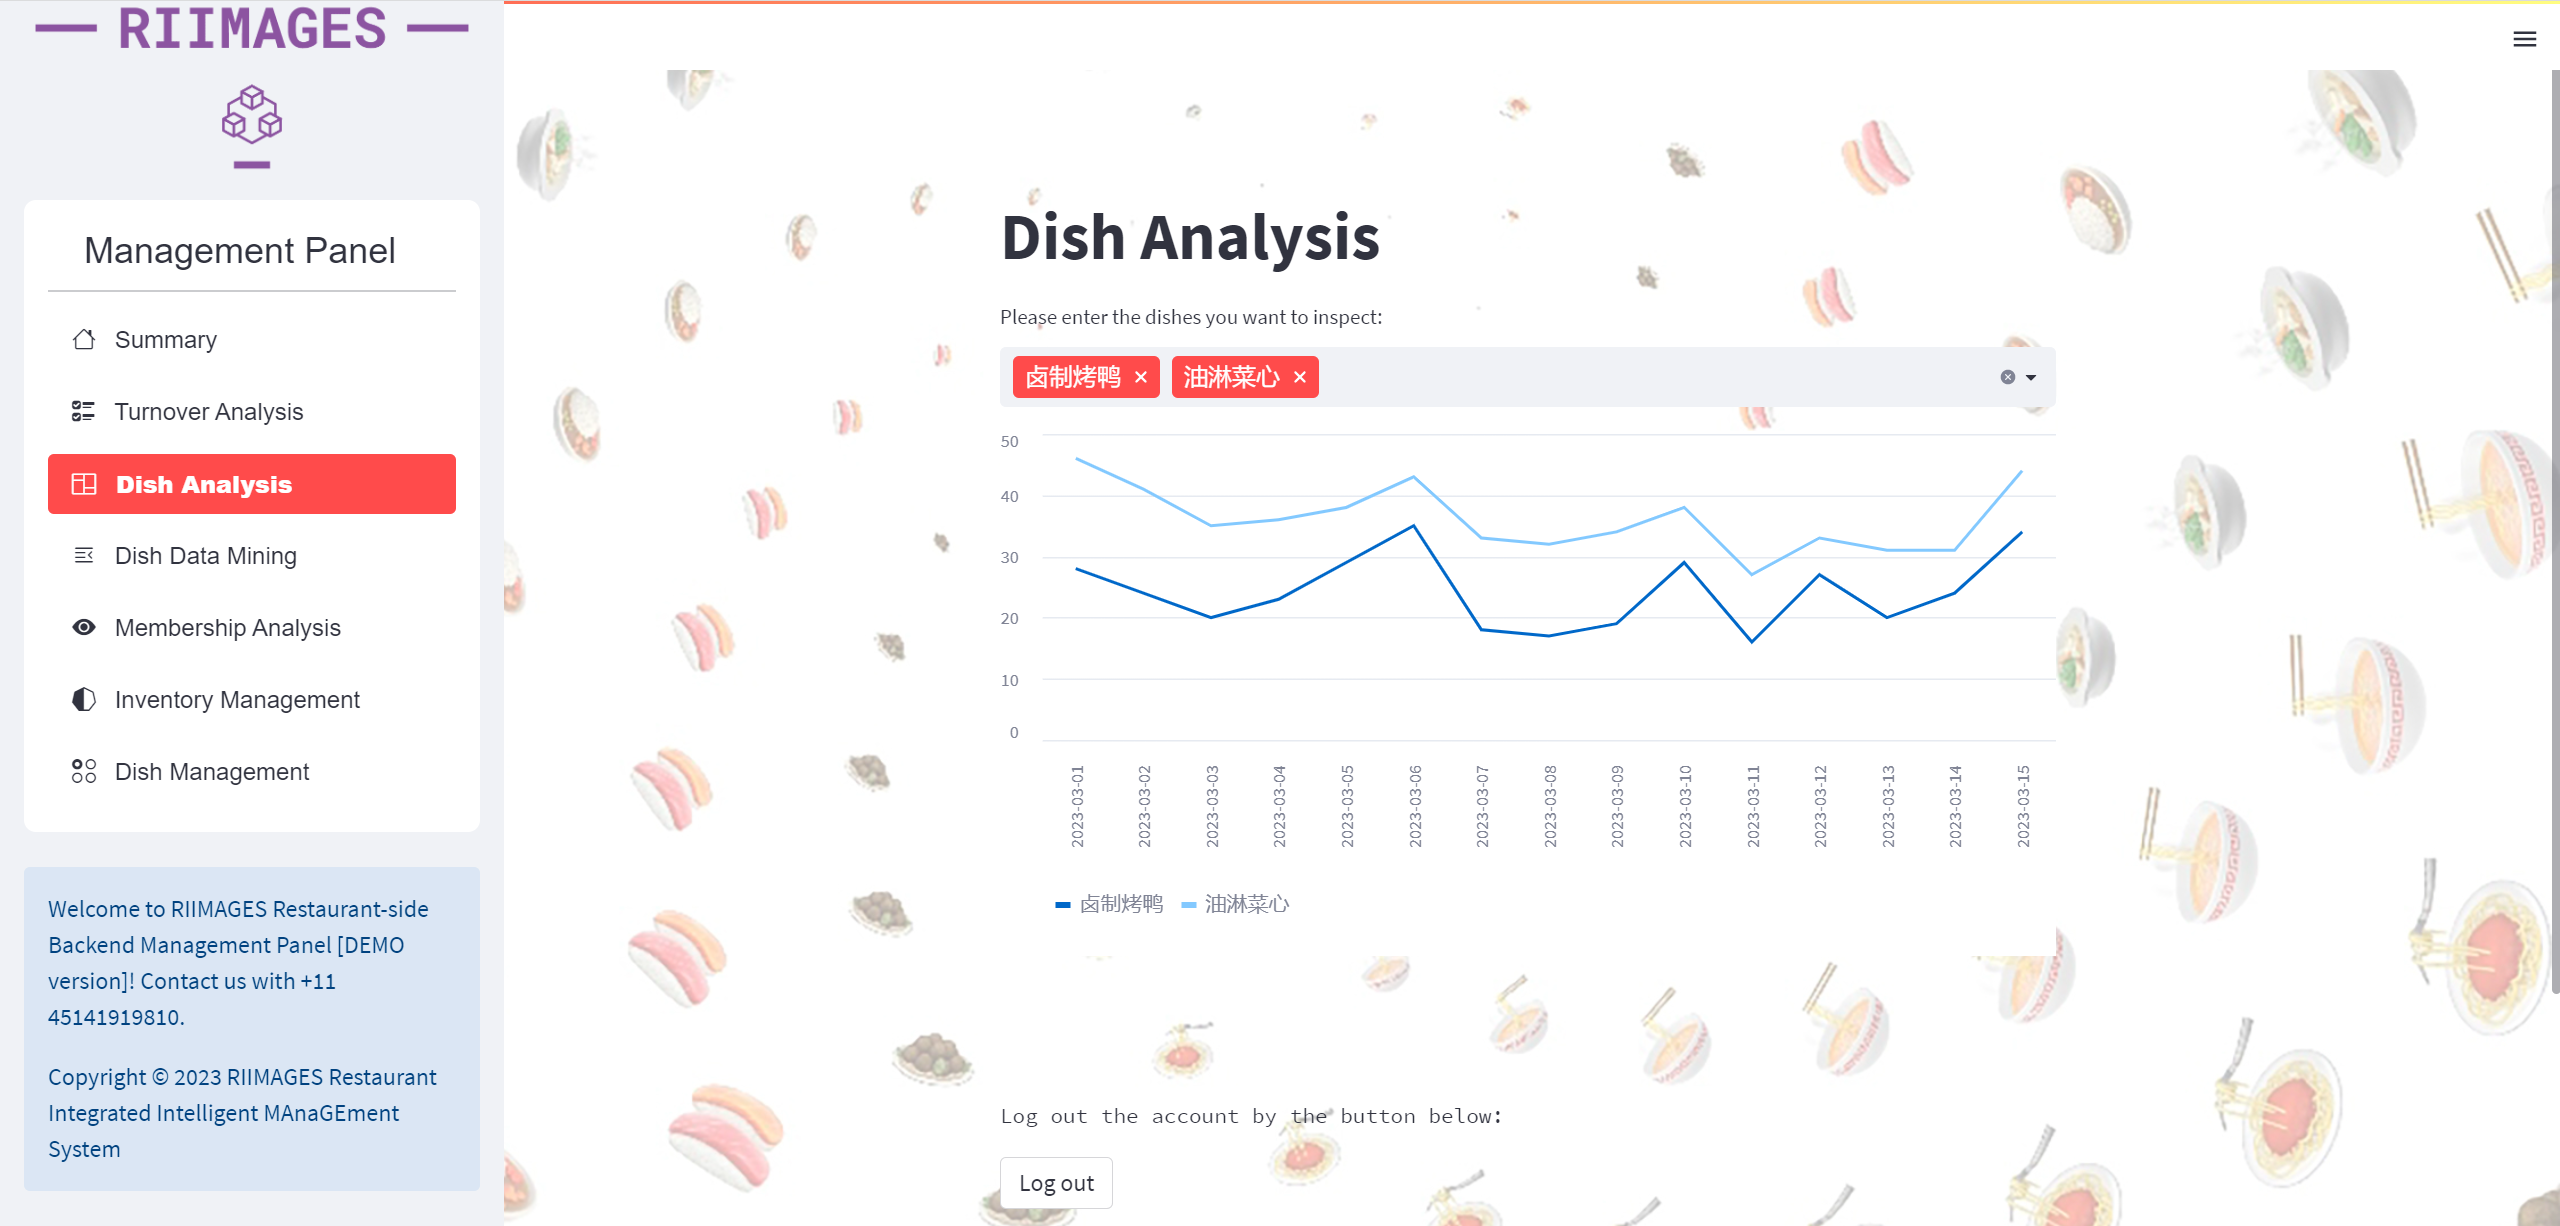 RIIMAGES
Management Panel
Summary
Turnover Analysis
Dish Analysis
Dish Data Mining
Membership Analysis
Inventory Management
Dish Management
Welcome to RIIMAGES Restaurant-side
Backend Management Panel [DEMO
version]! Contact us with +11
45141919810.
Copyright © 2023 RIIMAGES Restaurant
Integrated Intelligent MAnaGEment
System
Dish Analysis
Please enter the dishes you want to inspect:
卤制烤鸭 × 油淋菜心 ×
50
40
30
20
10
0
2023-03-01
2023-03-02
2023-03-03
2023-03-04
2023-03-05
2023-03-06
2023-03-07
2023-03-08
2023-03-09
2023-03-10
2023-03-11
2023-03-12
2023-03-13
2023-03-14
2023-03-15
卤制烤鸭 油淋菜心
Log out the account by the button below:
Log out